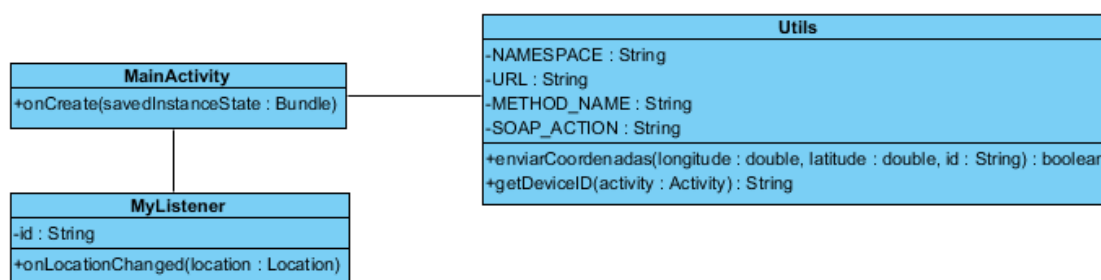 Utils
-NAMESPACE : String
-URL : String
-METHOD_NAME : String
-SOAP_ACTION : String
+enviarCoordenadas(longitude : double, latitude : double, id : String) : boolean
+getDeviceID(activity : Activity) : String
MainActivity
+onCreate(savedInstanceState : Bundle)
MyListener
-id : String
+onLocationChanged(location : Location)